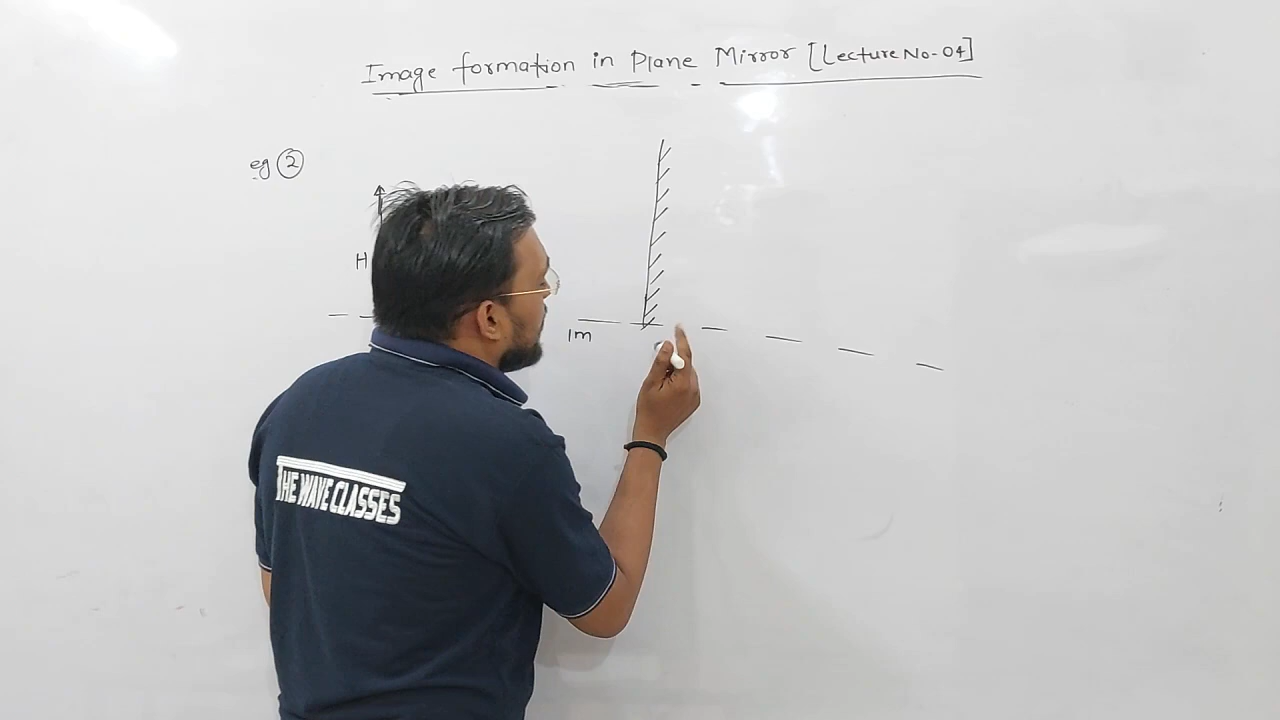 Image formation in Plane Mirror [Lecture No-04]
eg 2
H
1m
THE WAVE CLASSES